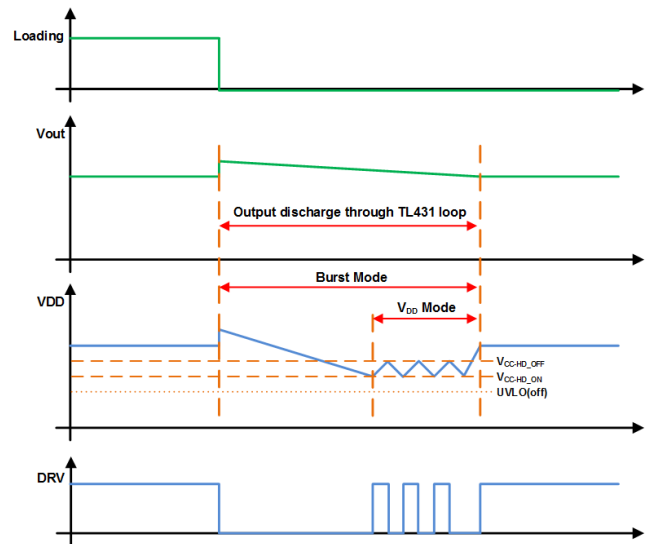 Loading
Vout
Output discharge through TL431 loop
Burst Mode
VDD
VDD Mode
VCC-HD_OFF
VCC-HD_ON
UVLO(off)
DRV